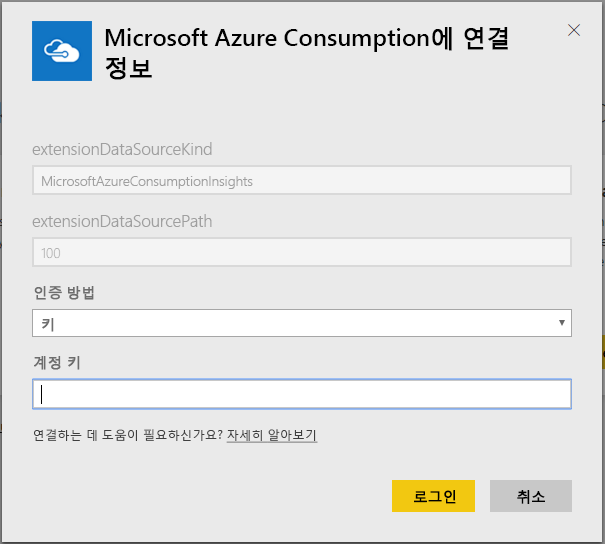 Microsoft Azure Consumption에 연결
정보
extensionDataSourceKind
MicrosoftAzureConsumptionInsights
extensionDataSourcePath
100
인증 방법
키
계정 키
연결하는 데 도움이 필요하신가요? 자세히 알아보기
로그인 취소